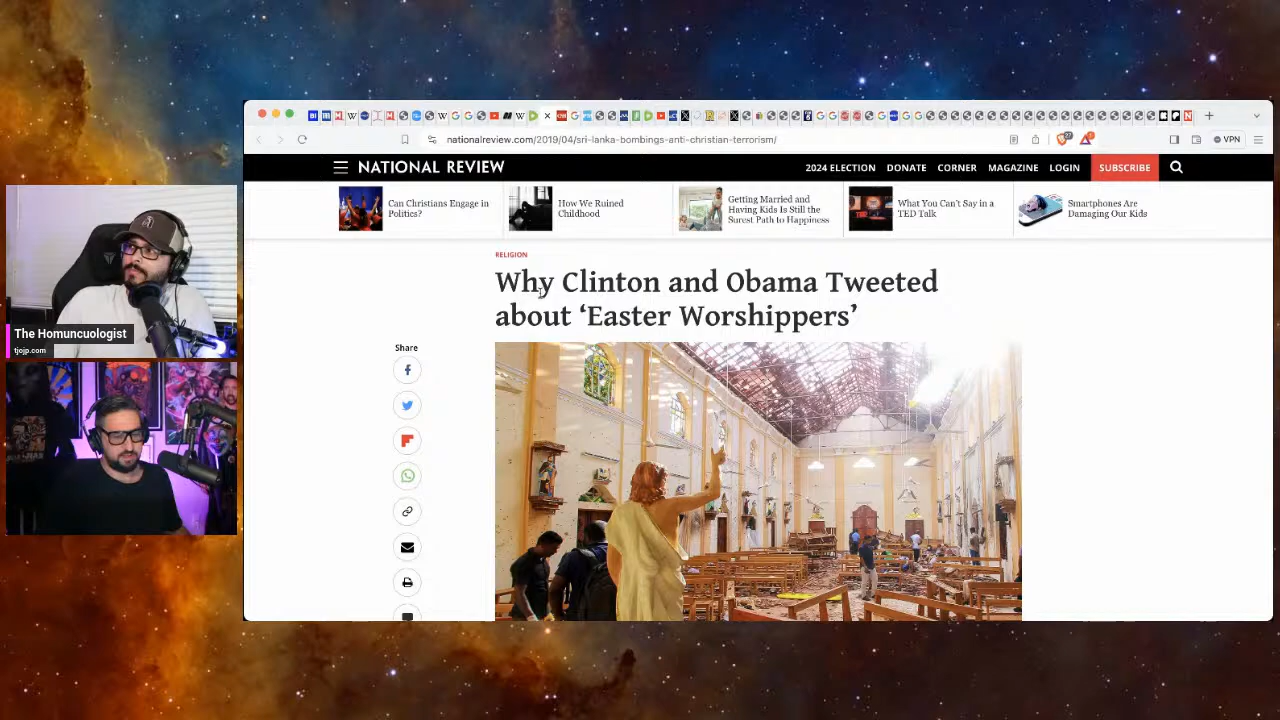 nationalreview.com/2019/04/sri-lanka-bombings-anti-christian-terrorism/
VPN
NATIONAL REVIEW
2024 ELECTION
DONATE
CORNER
MAGAZINE
LOGIN
SUBSCRIBE
Can Christians Engage in
Politics?
How We Ruined
Childhood
Getting Married and
Having Kids Is Still the
Surest Path to Happiness
What You Can't Say in a
TED Talk
Smartphones Are
Damaging Our Kids
RELIGION
Why Clinton and Obama Tweeted
about ‘Easter Worshippers’
Share
The Homuncuologist
tjojp.com